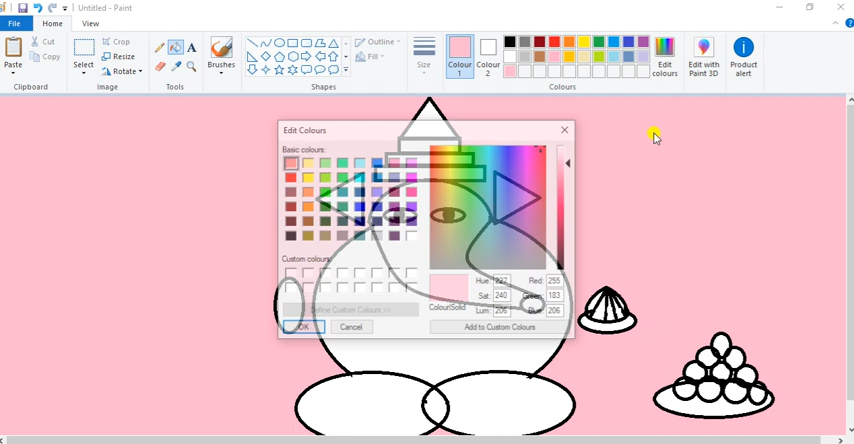 Untitled - Paint
File Home View
Paste
Cut
Copy
Clipboard
Select
Crop
Resize
Rotate
Image
A
Tools
Brushes
Shapes
Outline
Fill
Size
Colour 1
Colour 2
Edit colours
Colours
Edit with Paint 3D
Product alert
Edit Colours
Basic colours:
Custom colours:
Define Custom Colours >>
OK Cancel
Colour|Solid
Hue: 227 Red: 255
Sat: 240 Green: 183
Lum: 206 Blue: 206
Add to Custom Colours